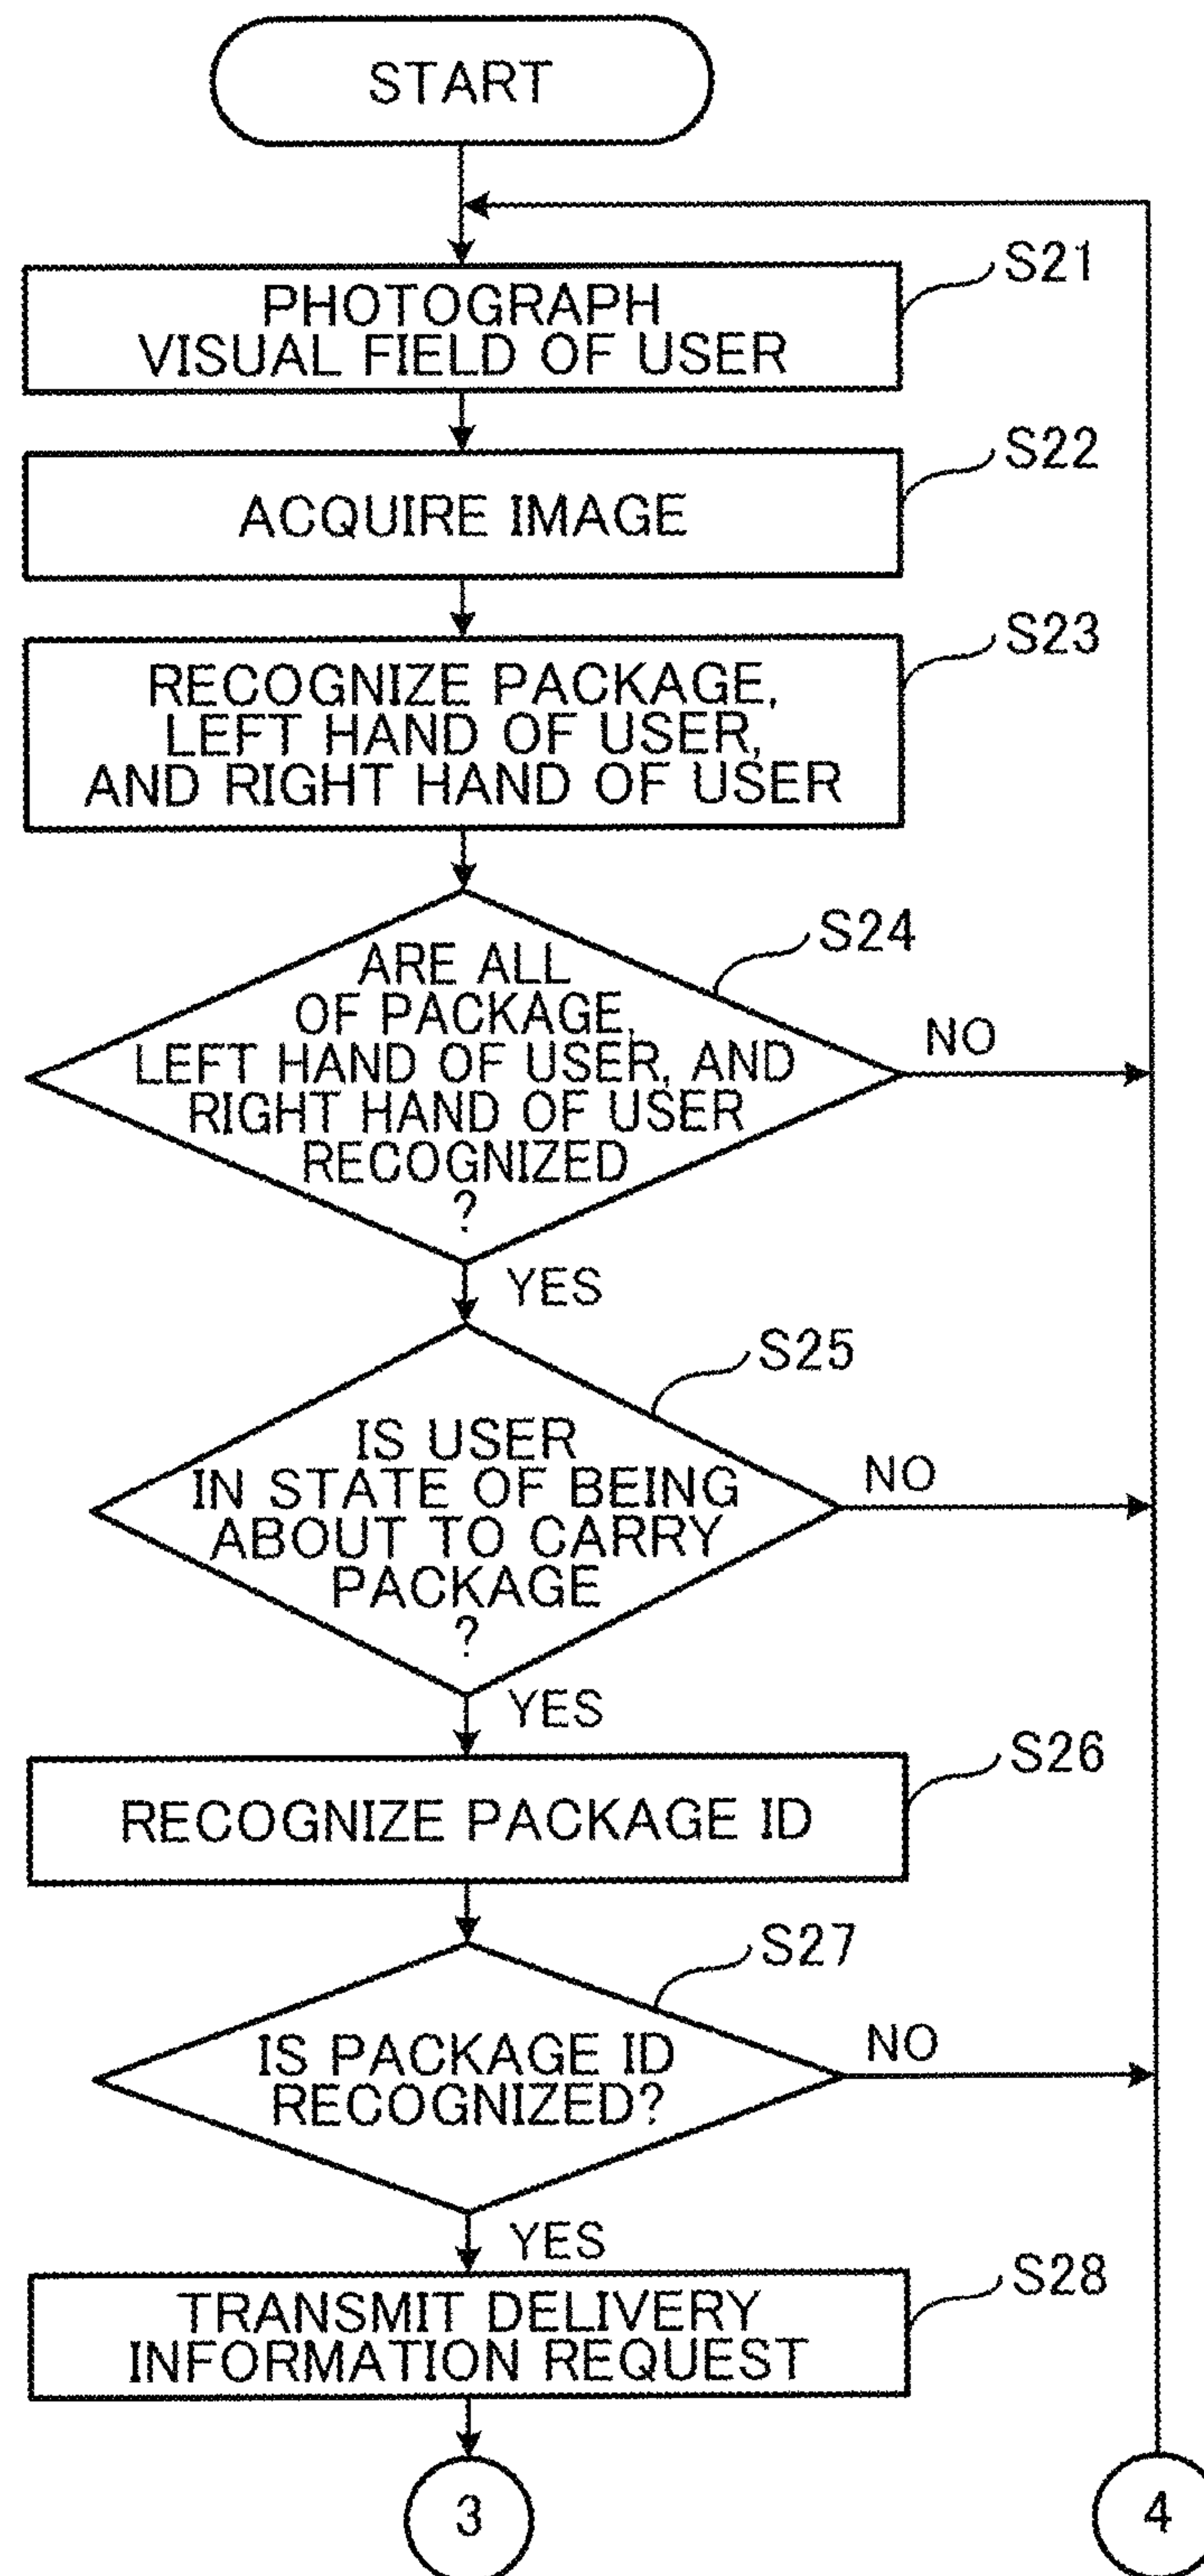 START
S21
PHOTOGRAPH
VISUAL FIELD OF USER
S22
ACQUIRE IMAGE
S23
RECOGNIZE PACKAGE,
LEFT HAND OF USER,
AND RIGHT HAND OF USER
S24
ARE ALL
OF PACKAGE,
LEFT HAND OF USER, AND
RIGHT HAND OF USER
RECOGNIZED
?
NO
YES
S25
IS USER
IN STATE OF BEING
ABOUT TO CARRY
PACKAGE
?
NO
YES
S26
RECOGNIZE PACKAGE ID
S27
IS PACKAGE ID
RECOGNIZED?
NO
YES
S28
TRANSMIT DELIVERY
INFORMATION REQUEST
3
4